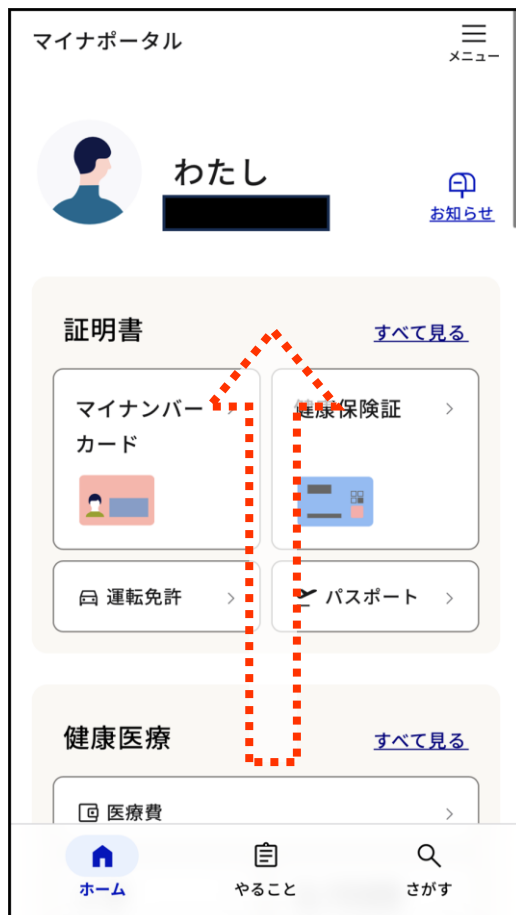 マイナポータル
メニュー
わたし
お知らせ
証明書
すべて見る
マイナンバー
カード
健康保険証
運転免許
パスポート
健康医療
すべて見る
医療費
ホーム
やること
さがす